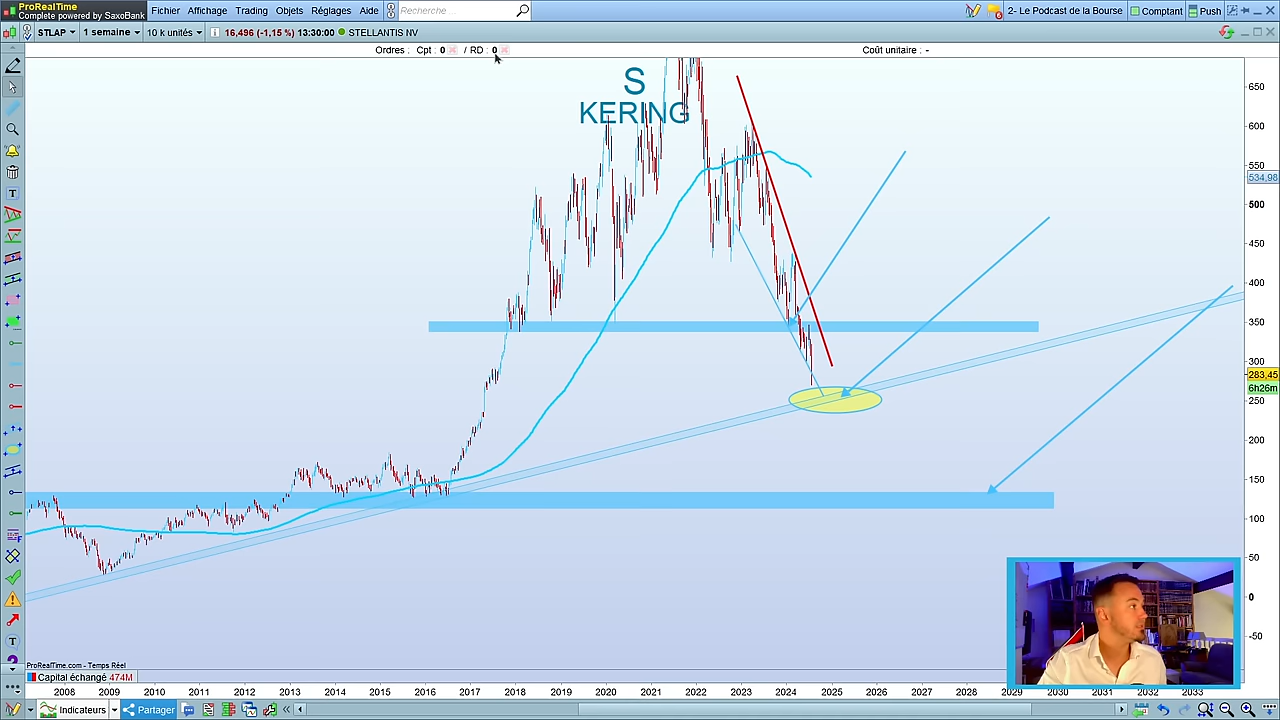 ProRealTime
Complete powered by SaxoBank
Fichier Affichage Trading Objets Réglages Aide Recherche... 2- Le Podcast de la Bourse Comptant Push
STLAP 1 semaine 10 k unités 16,496 (-1,15 %) 13:30:00 STELLANTIS NV
Ordres : Cpt : 0 / RD : 0 Coût unitaire : -
S
KERING
650
600
550
534,98
500
450
400
350
300
283,45
6h26m
250
200
150
100
50
0
-50
ProRealTime.com - Temps Réel
Capital échangé 474M
2008 2009 2010 2011 2012 2013 2014 2015 2016 2017 2018 2019 2020 2021 2022 2023 2024 2025 2026 2027 2028 2029 2030 2031 2032 2033
Indicateurs Partager